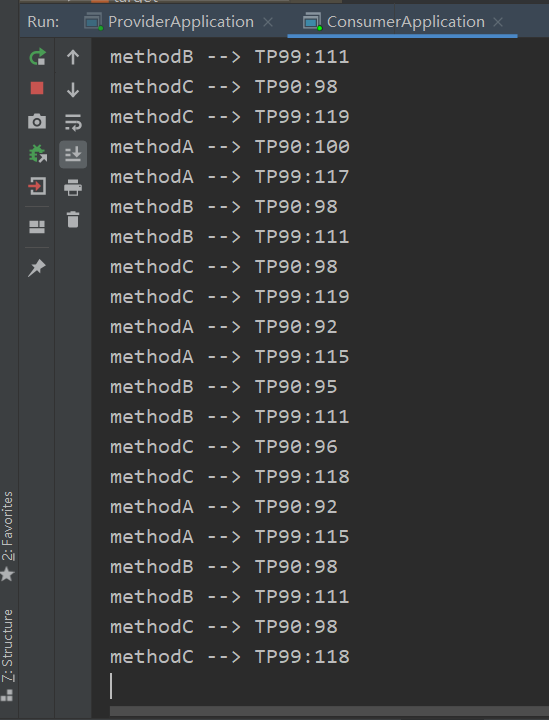 target
Run: ProviderApplication × ConsumerApplication ×
methodB --> TP99:111
methodC --> TP90:98
methodC --> TP99:119
methodA --> TP90:100
methodA --> TP99:117
methodB --> TP90:98
methodB --> TP99:111
methodC --> TP90:98
methodC --> TP99:119
methodA --> TP90:92
methodA --> TP99:115
methodB --> TP90:95
methodB --> TP99:111
methodC --> TP90:96
methodC --> TP99:118
methodA --> TP90:92
methodA --> TP99:115
methodB --> TP90:98
methodB --> TP99:111
methodC --> TP90:98
methodC --> TP99:118
2: Favorites
7: Structure